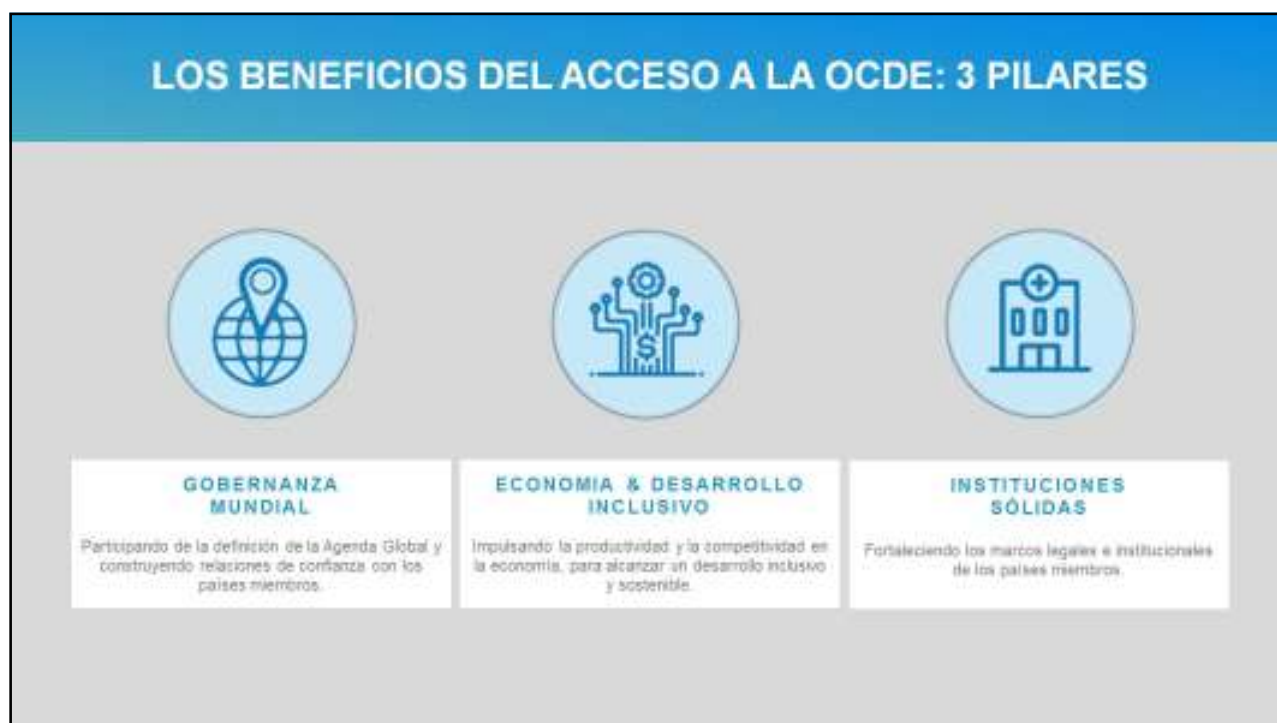 LOS BENEFICIOS DEL ACCESO A LA OCDE: 3 PILARES
GOBERNANZA
MUNDIAL
Participando de la definición de la Agenda Global y
construyendo relaciones de confianza con los
países miembros.
ECONOMIA & DESARROLLO
INCLUSIVO
Impulsando la productividad y la competitividad en
la economía, para alcanzar un desarrollo inclusivo
y sostenible.
INSTITUCIONES
SÓLIDAS
Fortaleciendo los marcos legales e institucionales
de los países miembros.